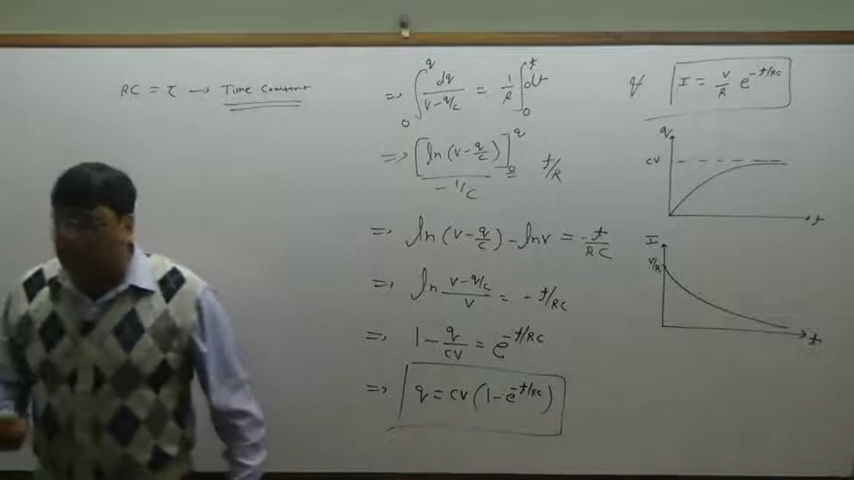 RC = τ → Time Constant
=> ∫₀^q dq/(V-q/C) = 1/R ∫₀^t dt
=> [ln(V-q/C)]₀^q / -1/C t/R
=> ln(V-q/C) - lnV = -t/RC
=> ln (V-q/C)/V = -t/RC
=> 1 - q/CV = e^-t/RC
=> q = CV(1-e^-t/RC)
I = V/R e^-t/RC
q
CV
t
I
V/R
t